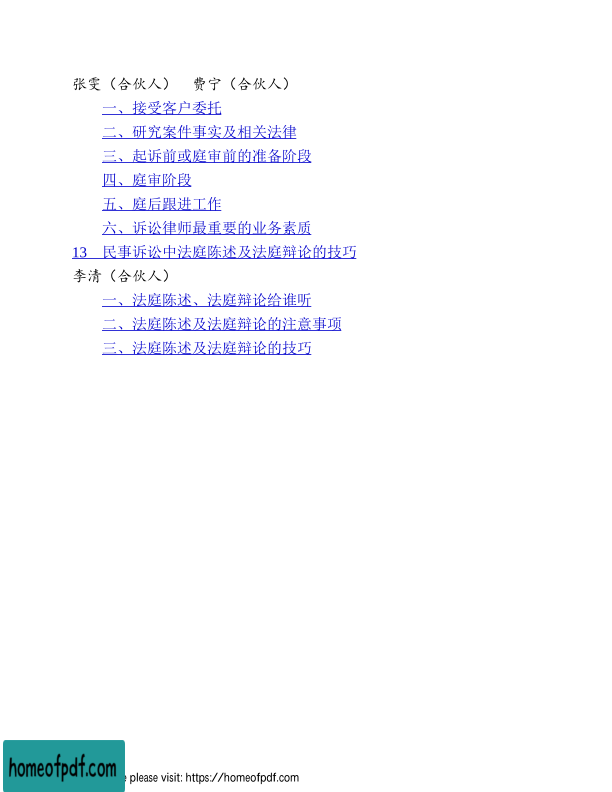 张雯（合伙人）　费宁（合伙人）
一、接受客户委托
二、研究案件事实及相关法律
三、起诉前或庭审前的准备阶段
四、庭审阶段
五、庭后跟进工作
六、诉讼律师最重要的业务素质
13　民事诉讼中法庭陈述及法庭辩论的技巧
李清（合伙人）
一、法庭陈述、法庭辩论给谁听
二、法庭陈述及法庭辩论的注意事项
三、法庭陈述及法庭辩论的技巧
homeofpdf.com
please visit: https://homeofpdf.com